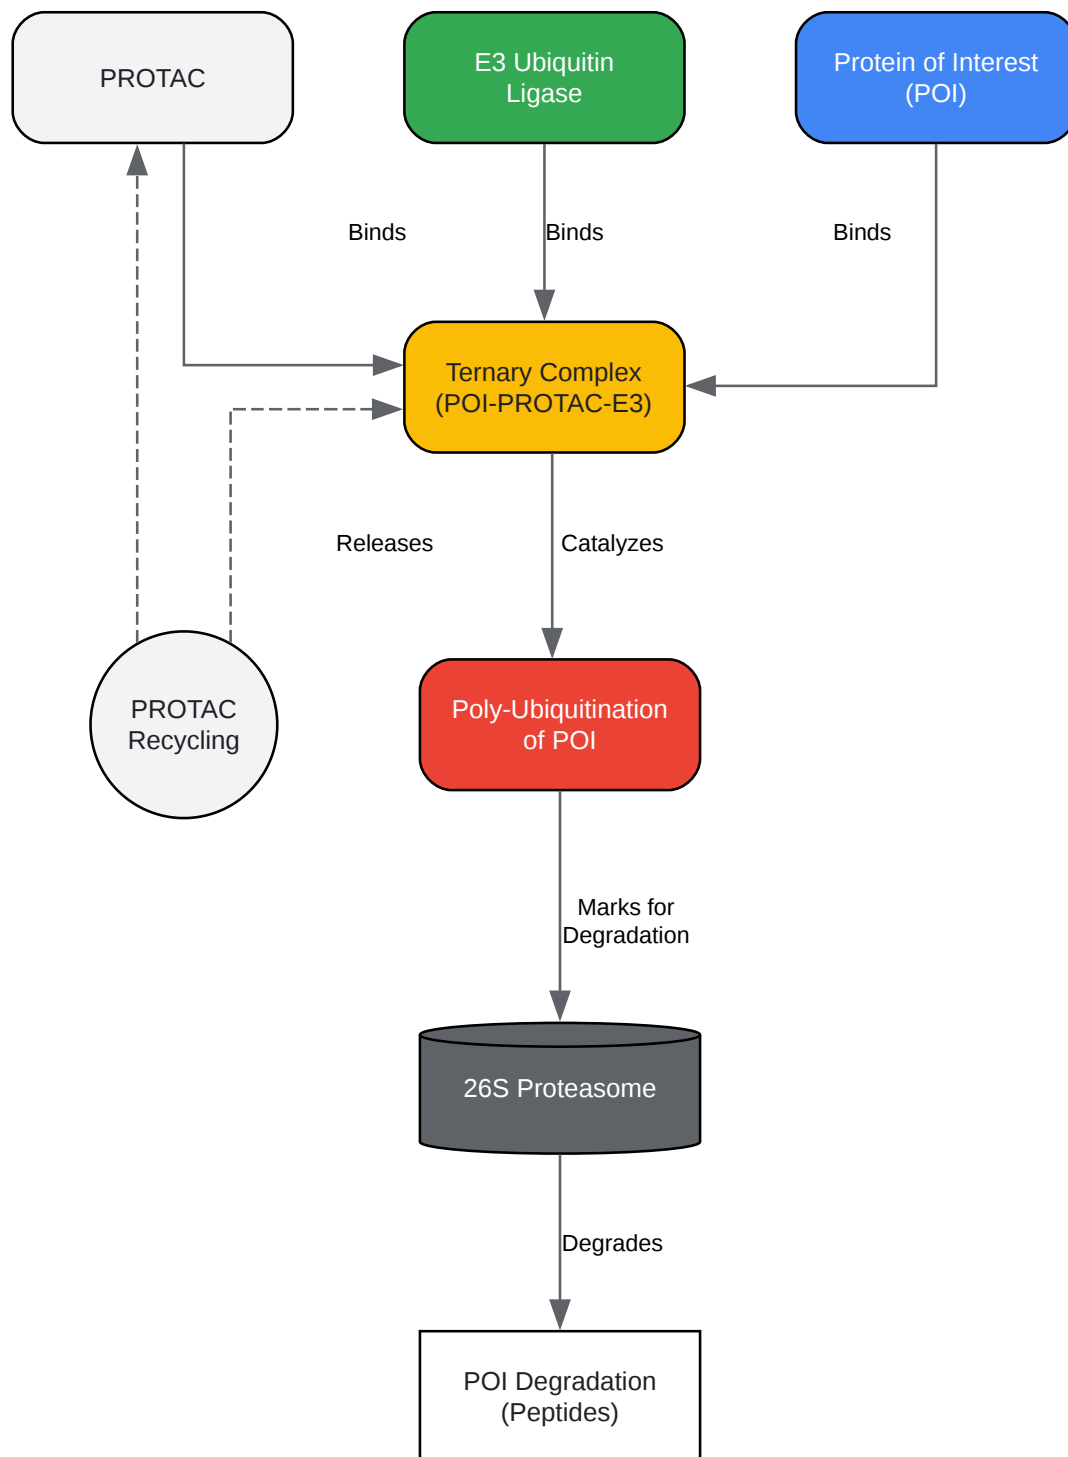 PROTAC
E3 Ubiquitin
Ligase
Protein of Interest
(POI)
Binds
Binds
Binds
Ternary Complex
(POI-PROTAC-E3)
Releases
Catalyzes
PROTAC
Recycling
Poly-Ubiquitination
of POI
Marks for
Degradation
26S Proteasome
Degrades
POI Degradation
(Peptides)